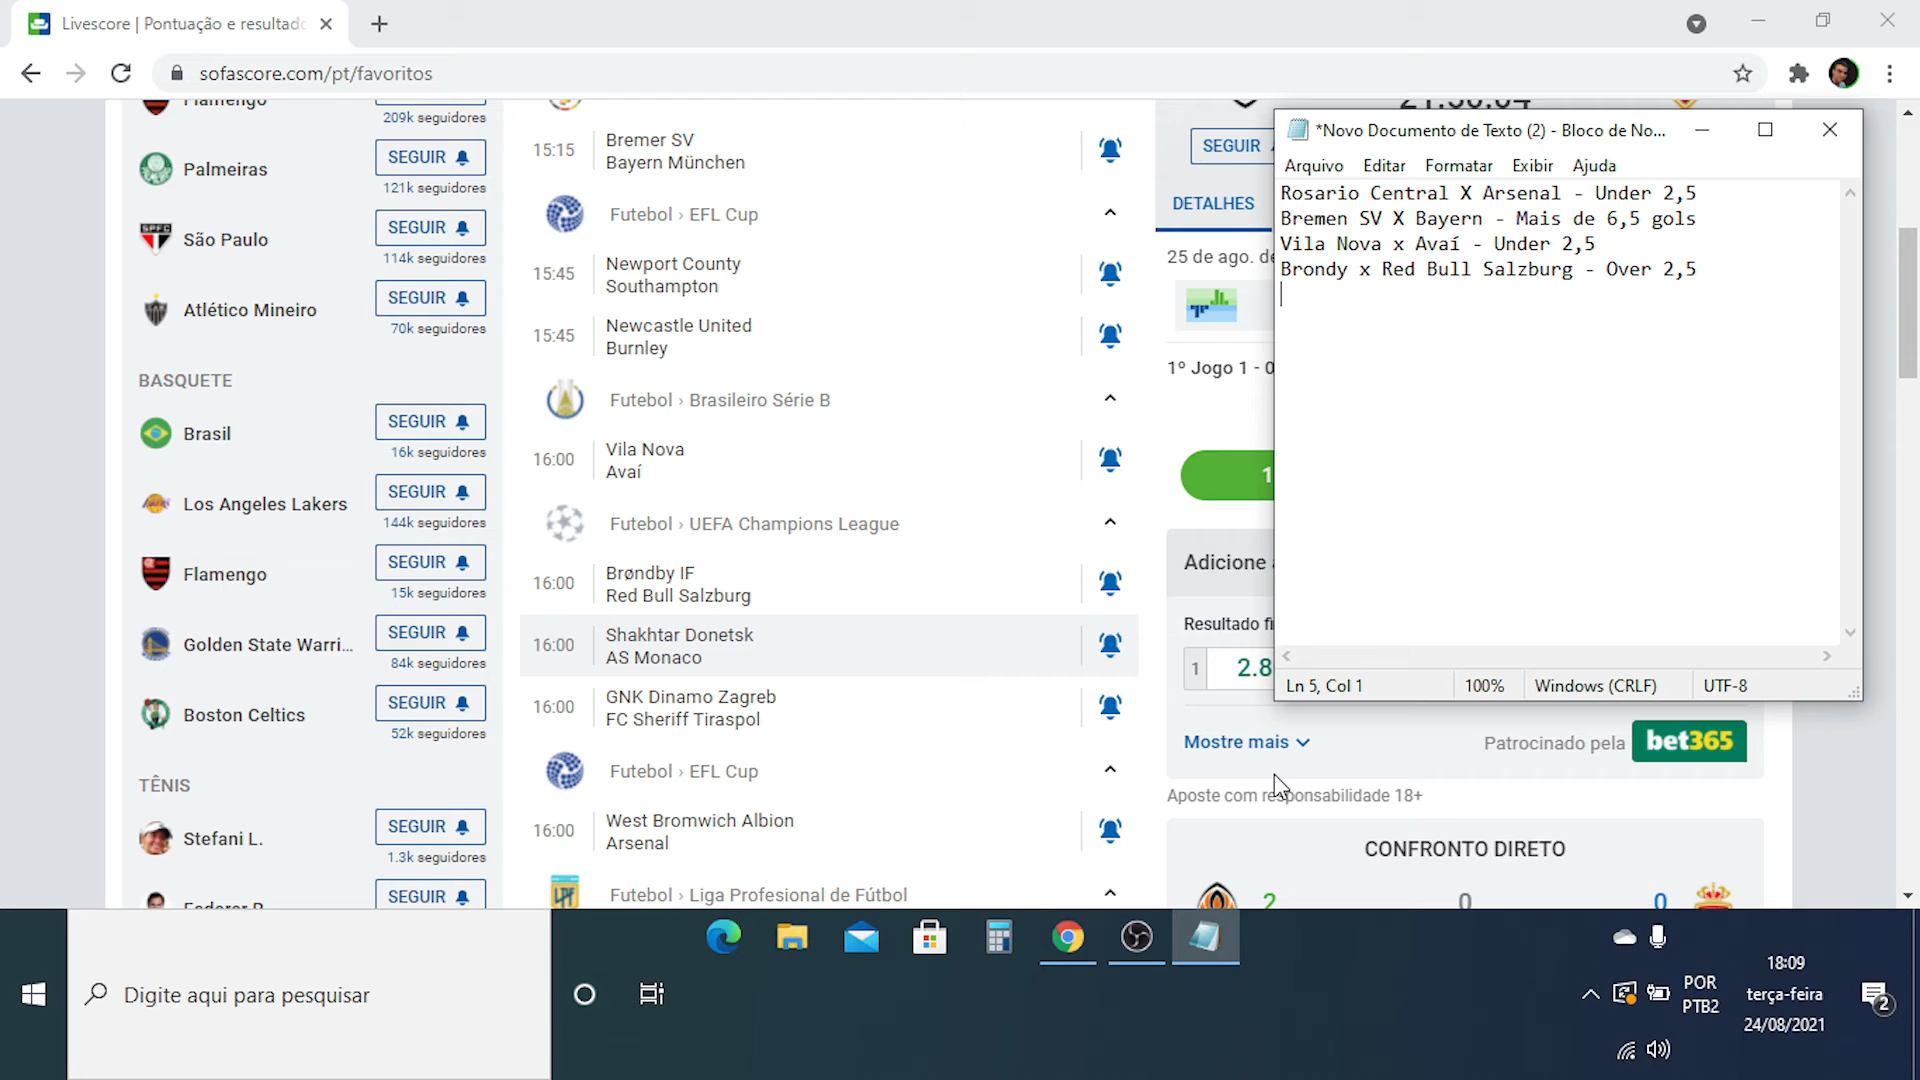 Livescore | Pontuação e resultado
sofascore.com/pt/favoritos
Flamengo
209k seguidores
Palmeiras
SEGUIR
121k seguidores
São Paulo
SEGUIR
114k seguidores
Atlético Mineiro
SEGUIR
70k seguidores
BASQUETE
Brasil
SEGUIR
16k seguidores
Los Angeles Lakers
SEGUIR
144k seguidores
Flamengo
SEGUIR
15k seguidores
Golden State Warri...
SEGUIR
84k seguidores
Boston Celtics
SEGUIR
52k seguidores
TÊNIS
Stefani L.
SEGUIR
1.3k seguidores
SEGUIR
15:15
Bremer SV
Bayern München
Futebol › EFL Cup
15:45
Newport County
Southampton
15:45
Newcastle United
Burnley
Futebol › Brasileiro Série B
16:00
Vila Nova
Avaí
Futebol › UEFA Champions League
16:00
Brøndby IF
Red Bull Salzburg
16:00
Shakhtar Donetsk
AS Monaco
16:00
GNK Dinamo Zagreb
FC Sheriff Tiraspol
Futebol › EFL Cup
16:00
West Bromwich Albion
Arsenal
LPF
Futebol › Liga Profesional de Fútbol
SEGUIR
DETALHES
25 de ago. de
1º Jogo 1 - 0
1
Adicione
Resultado
1 2.8
Mostre mais
Patrocinado pela bet365
Aposte com responsabilidade 18+
CONFRONTO DIRETO
2 0 0
*Novo Documento de Texto (2) - Bloco de No...
Arquivo Editar Formatar Exibir Ajuda
Rosario Central X Arsenal - Under 2,5
Bremen SV X Bayern - Mais de 6,5 gols
Vila Nova x Avaí - Under 2,5
Brondy x Red Bull Salzburg - Over 2,5
Ln 5, Col 1 100% Windows (CRLF) UTF-8
Digite aqui para pesquisar
POR
PTB2
18:09
terça-feira
24/08/2021
2